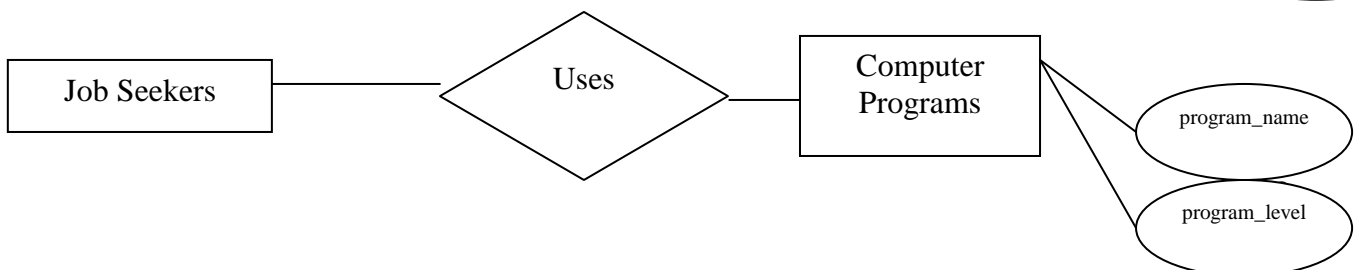 Job Seekers
Uses
Computer
Programs
program_name
program_level